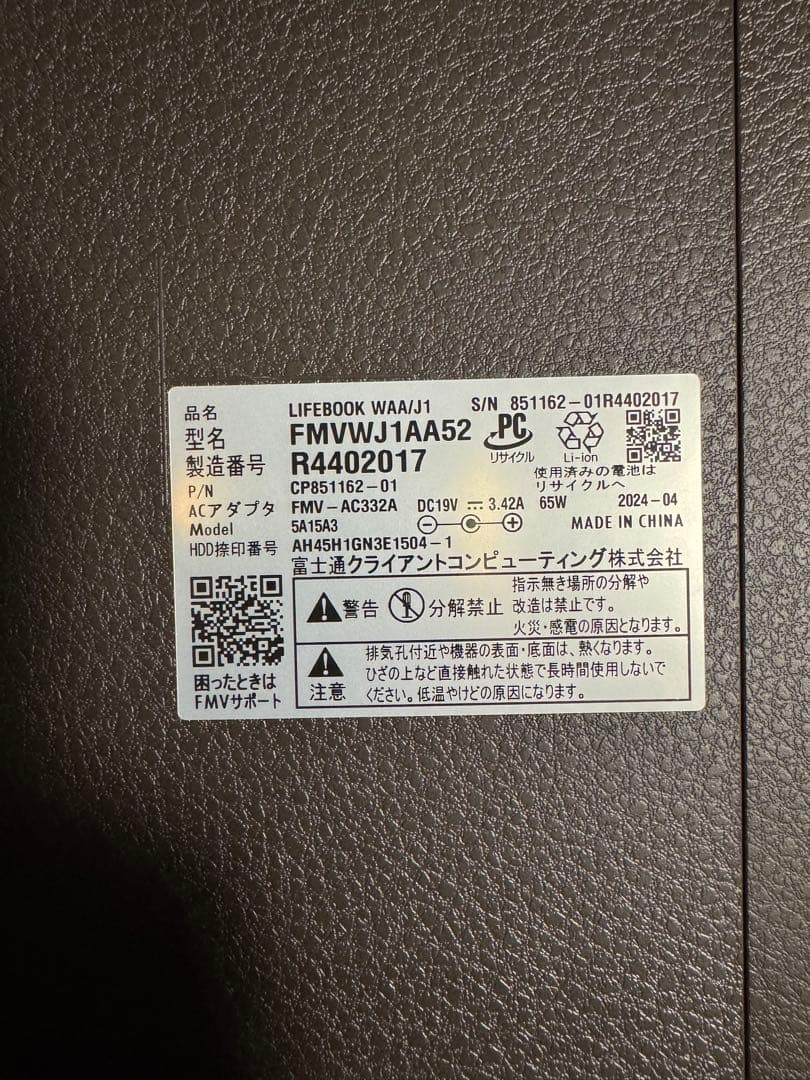 品名 LIFEBOOK WAA/J1 S/N 851162-01R4402017
型名 FMVWJ1AA52
製造番号 R4402017
PC
リサイクル
Li-ion
使用済みの電池は
リサイクルへ
P/N CP851162-01
ACアダプタ FMV-AC332A DC19V 3.42A 65W 2024-04
Model 5A15A3 MADE IN CHINA
HDD捺印番号 AH45H1GN3E1504-1
富士通クライアントコンピューティング株式会社
警告 分解禁止
指示無き場所の分解や
改造は禁止です。
火災・感電の原因となります。
注意
排気孔付近や機器の表面・底面は、熱くなります。
ひざの上など直接触れた状態で長時間使用しないで
ください。低温やけどの原因になります。
困ったときは
FMVサポート